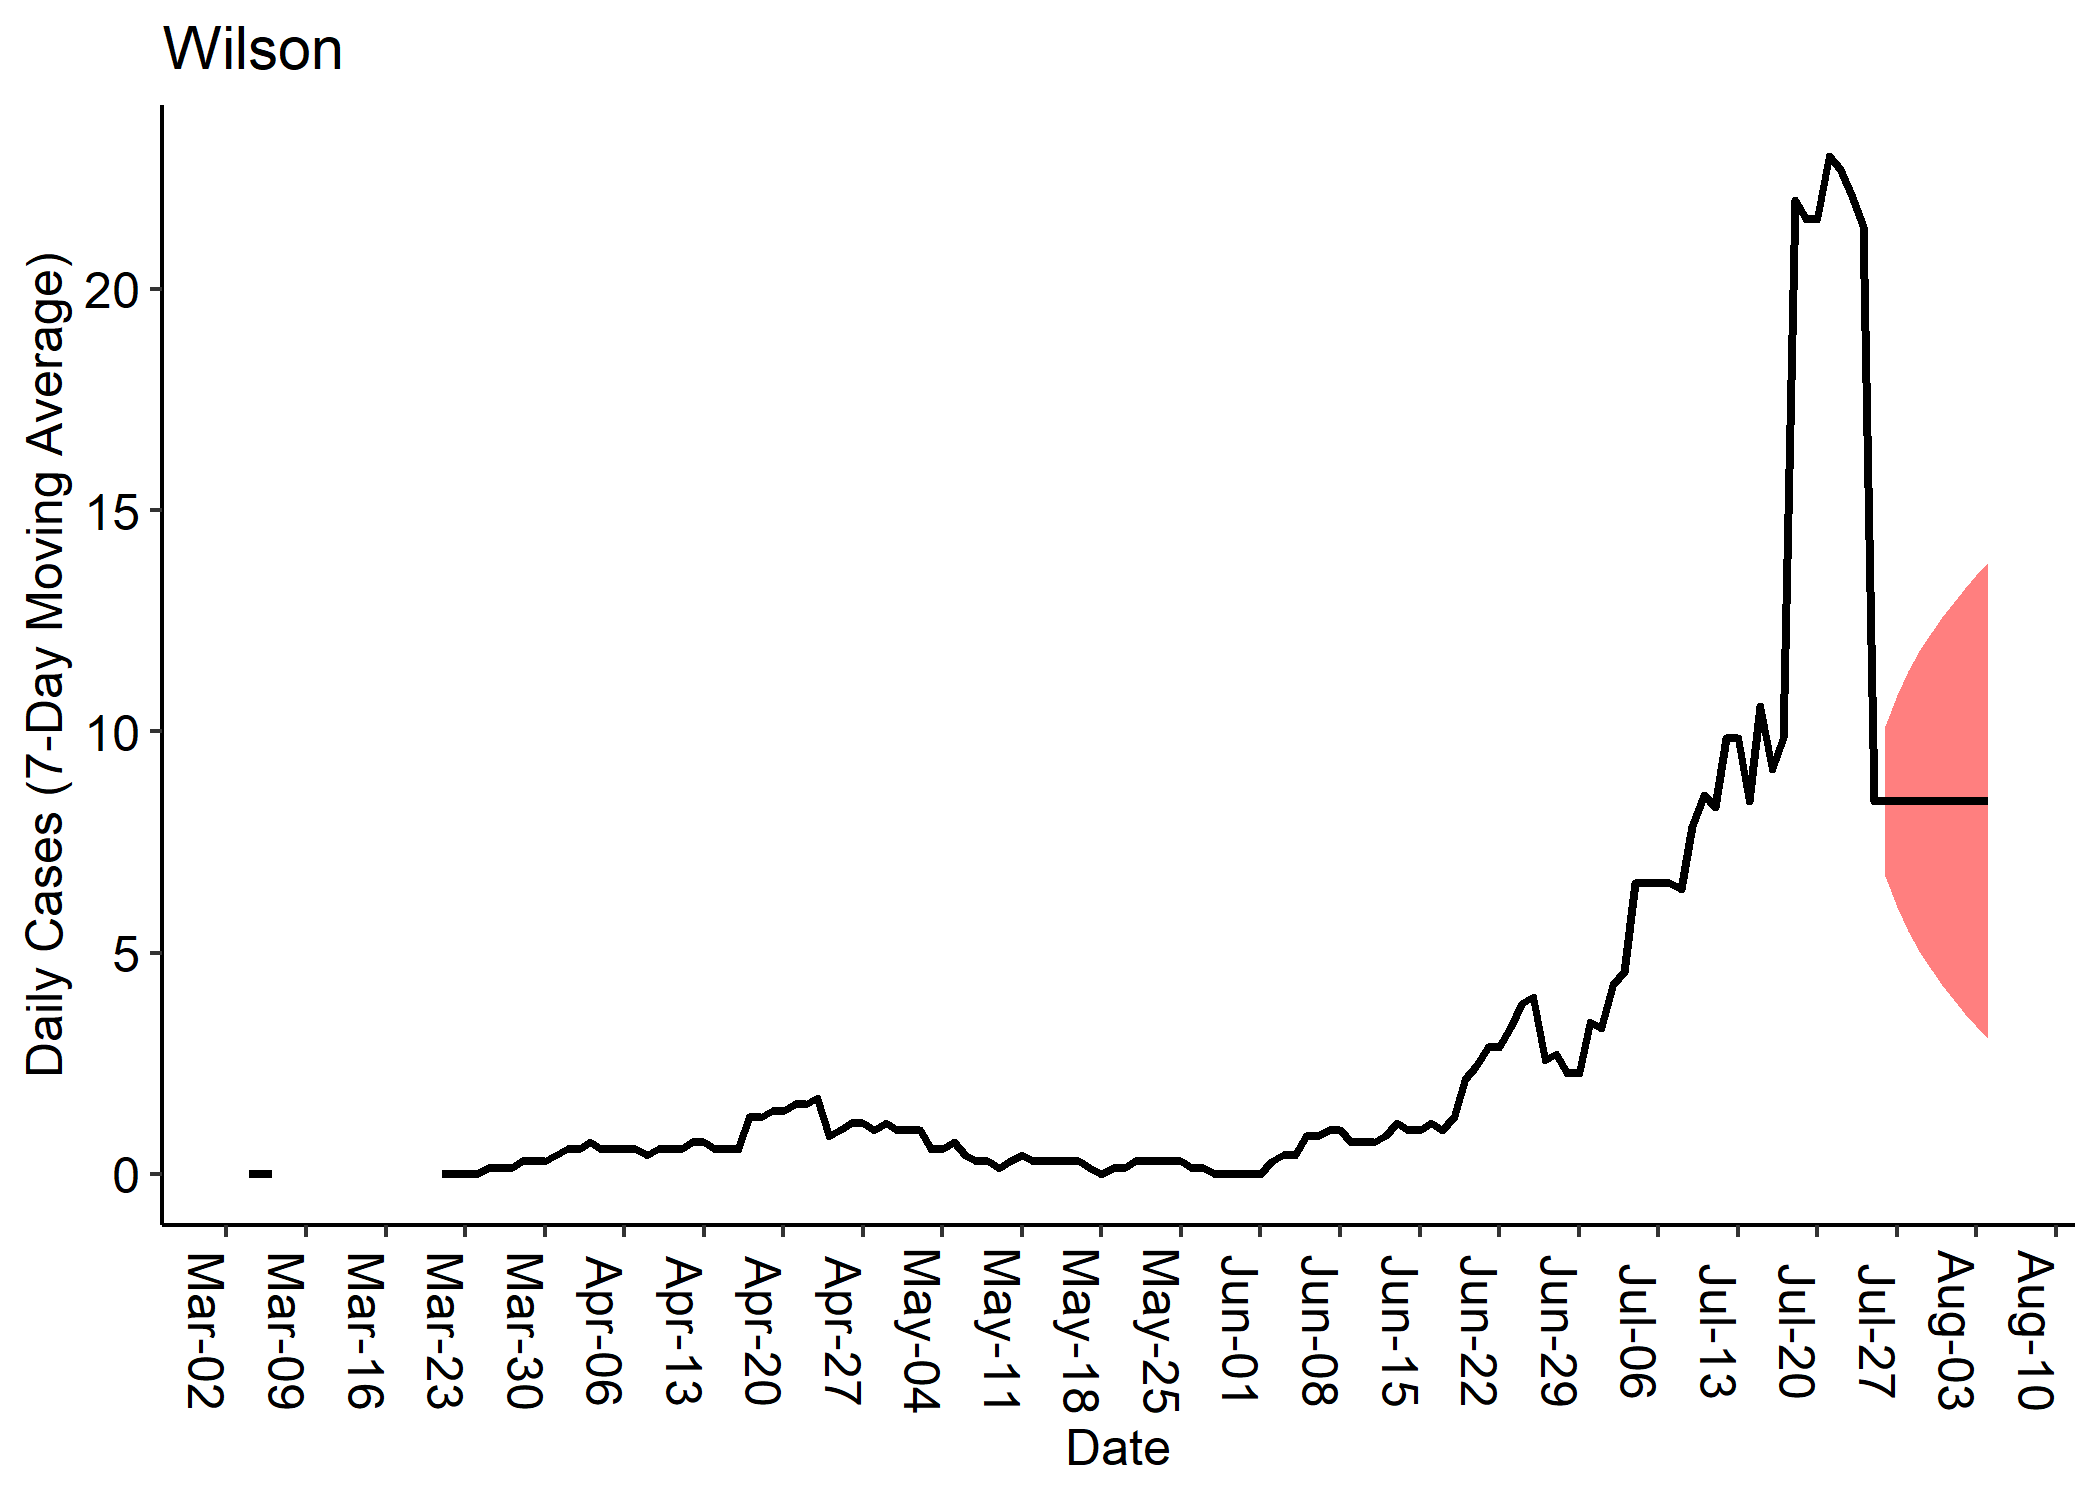 Wilson
Daily Cases (7-Day Moving Average)
20
15
10
5
0
Mar-02
Mar-09
Mar-16
Mar-23
Mar-30
Apr-06
Apr-13
Apr-20
Apr-27
May-04
May-11
May-18
May-25
Jun-01
Jun-08
Jun-15
Jun-22
Jun-29
Jul-06
Jul-13
Jul-20
Jul-27
Aug-03
Aug-10
Date